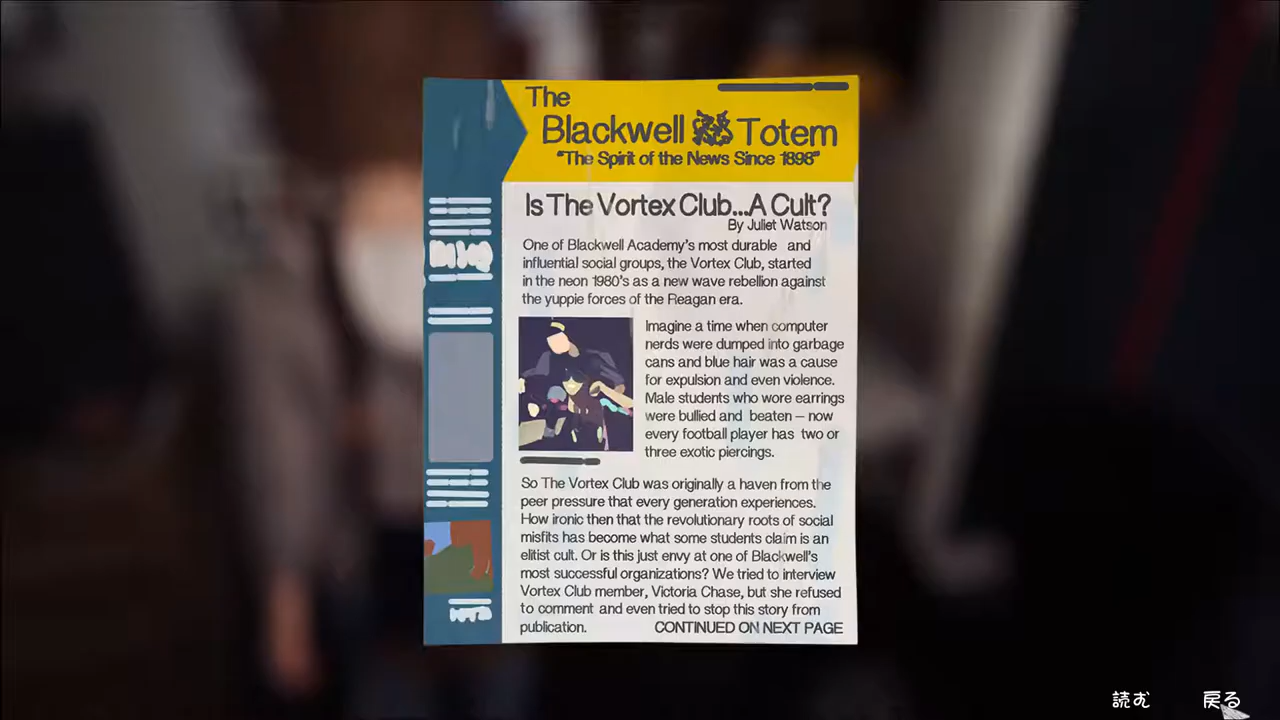 The
Blackwell Totem
“The Spirit of the News Since 1898”
Is The Vortex Club...A Cult?
By Juliet Watson
One of Blackwell Academy's most durable and
influential social groups, the Vortex Club, started
in the neon 1980's as a new wave rebellion against
the yuppie forces of the Reagan era.
Imagine a time when computer
nerds were dumped into garbage
cans and blue hair was a cause
for expulsion and even violence.
Male students who wore earrings
were bullied and beaten – now
every football player has two or
three exotic piercings.
So The Vortex Club was originally a haven from the
peer pressure that every generation experiences.
How ironic then that the revolutionary roots of social
misfits has become what some students claim is an
elitist cult. Or is this just envy at one of Blackwell's
most successful organizations? We tried to interview
Vortex Club member, Victoria Chase, but she refused
to comment and even tried to stop this story from
publication.
CONTINUED ON NEXT PAGE
読む 戻る